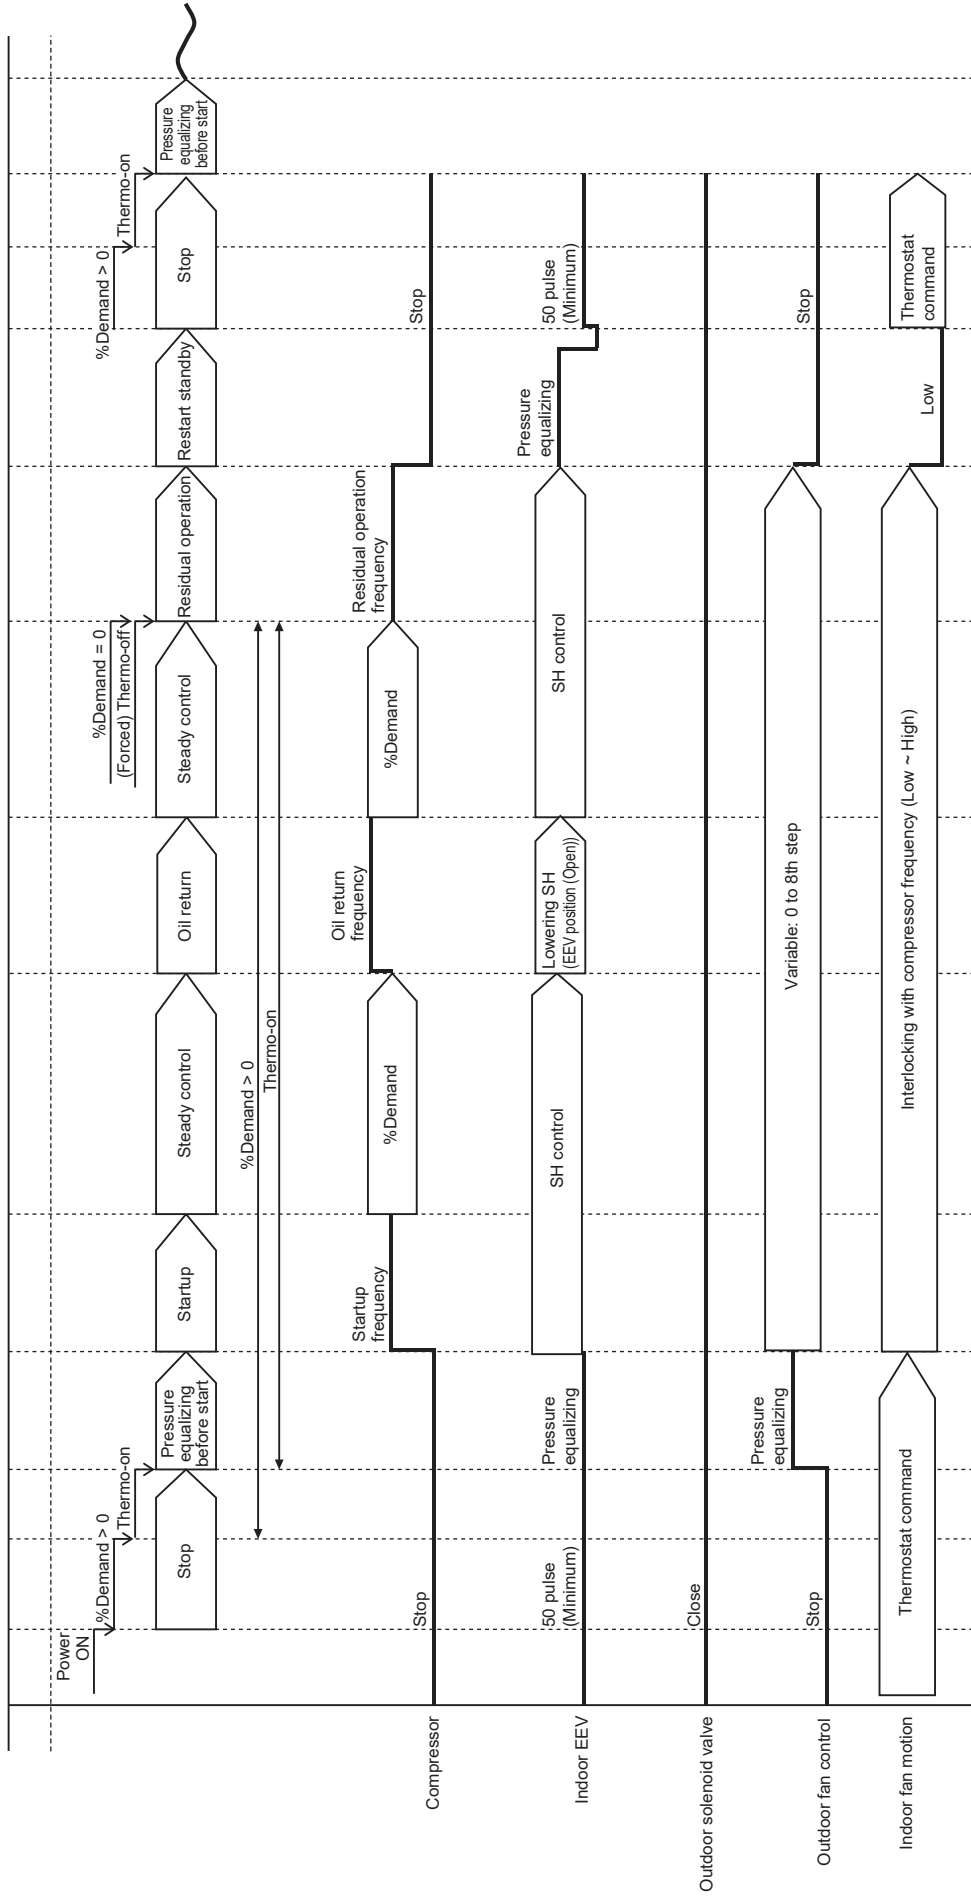 Power
ON
%Demand > 0
Thermo-on
%Demand = 0
(Forced) Thermo-off
%Demand > 0
Thermo-on
Stop
Pressure
equalizing
before start
Startup
Steady control
Oil return
Steady control
Residual operation
Restart standby
Stop
Pressure
equalizing
before start
%Demand > 0
Thermo-on
Compressor
Stop
Startup
frequency
%Demand
Oil return
frequency
%Demand
Residual operation
frequency
Stop
Indoor EEV
50 pulse
(Minimum)
Pressure
equalizing
SH control
Lowering SH
(EEV position (Open))
SH control
Pressure
equalizing
50 pulse
(Minimum)
Outdoor solenoid valve
Close
Outdoor fan control
Stop
Pressure
equalizing
Variable: 0 to 8th step
Stop
Indoor fan motion
Thermostat command
Interlocking with compressor frequency (Low ~ High)
Low
Thermostat
command